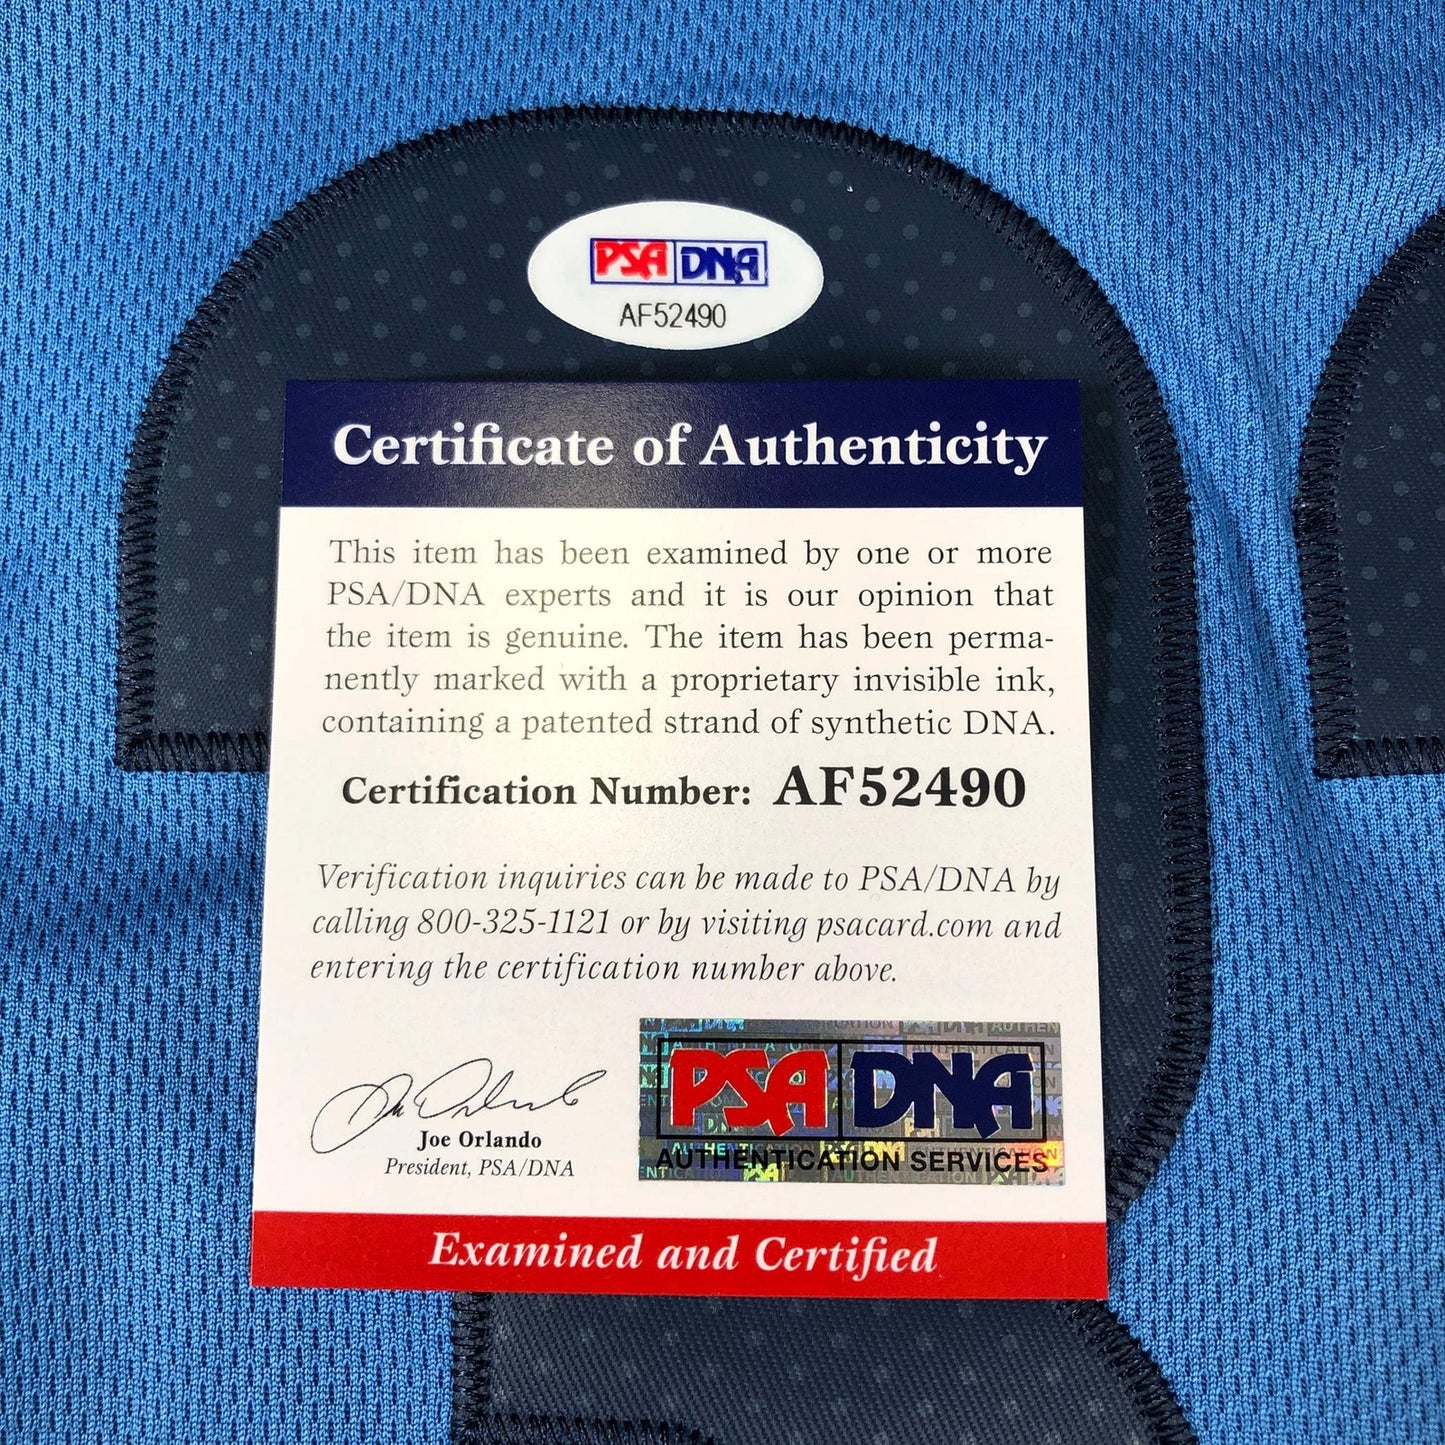 PSA DNA
AF52490
Certificate of Authenticity
This item has been examined by one or more
PSA/DNA experts and it is our opinion that
the item is genuine. The item has been perma-
nently marked with a proprietary invisible ink,
containing a patented strand of synthetic DNA.
Certification Number: AF52490
Verification inquiries can be made to PSA/DNA by
calling 800-325-1121 or by visiting psacard.com and
entering the certification number above.
Joe Orlando
President, PSA/DNA
PSA DNA
AUTHENTICATION SERVICES
Examined and Certified